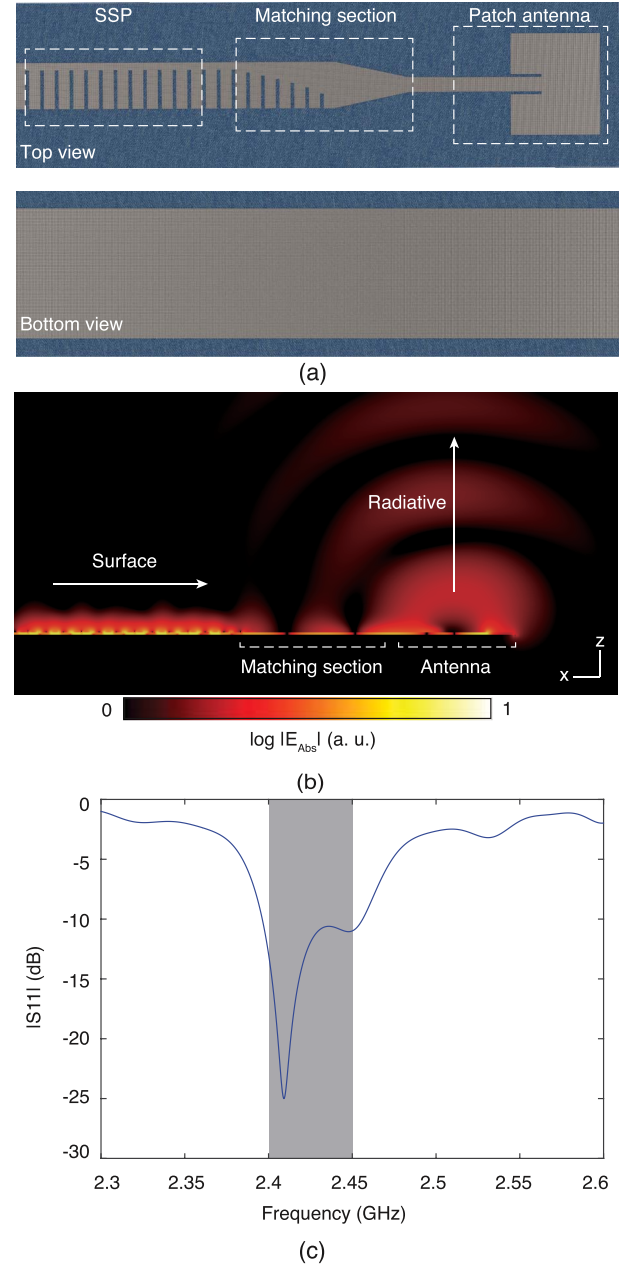 SSP
Matching section
Patch antenna
Top view
Bottom view
(a)
Radiative
Surface
Matching section
Antenna
z
x
0
1
log |E_Abs| (a. u.)
(b)
0
-5
-10
-15
-20
-25
-30
|S11| (dB)
2.3
2.35
2.4
2.45
2.5
2.55
2.6
Frequency (GHz)
(c)